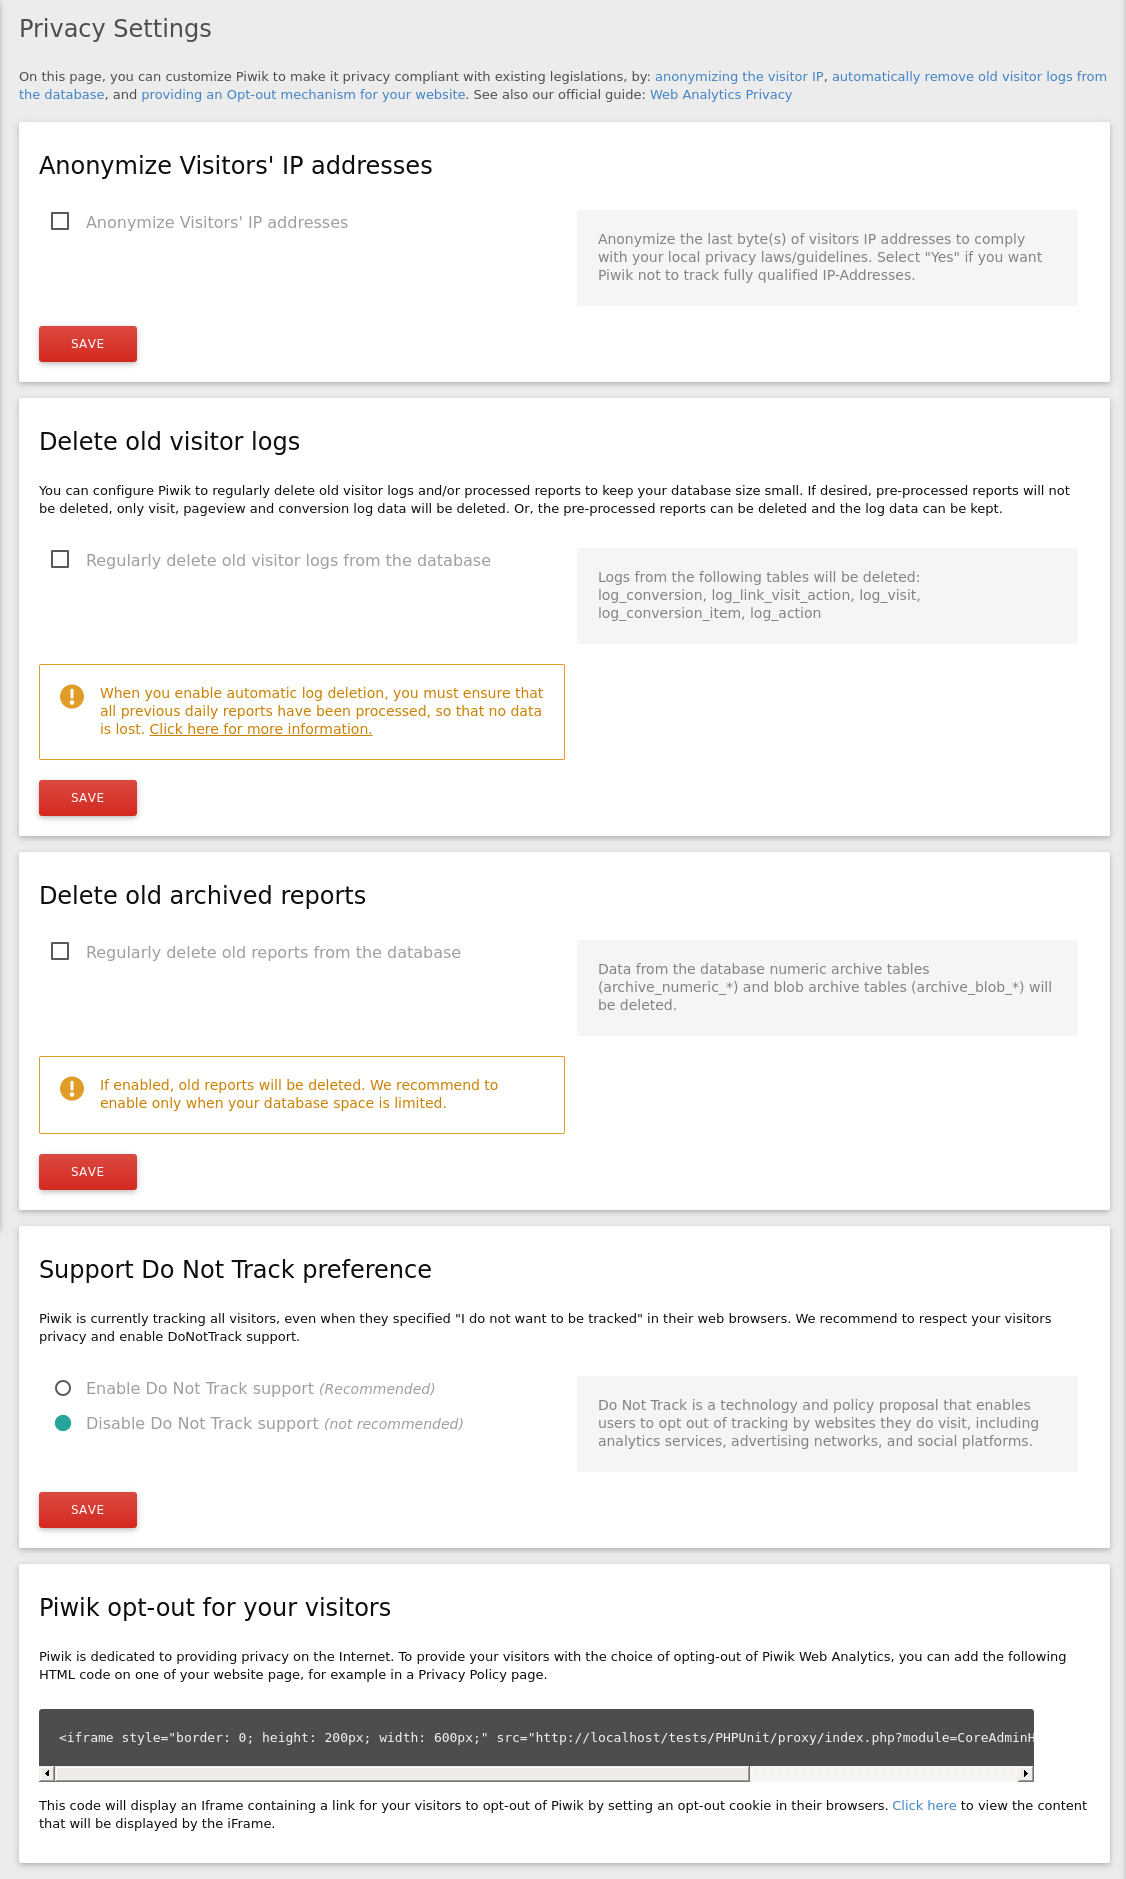 Privacy Settings
On this page, you can customize Piwik to make it privacy compliant with existing legislations, by: anonymizing the visitor IP, automatically remove old visitor logs from
the database, and providing an Opt-out mechanism for your website. See also our official guide: Web Analytics Privacy
Anonymize Visitors' IP addresses
Anonymize Visitors' IP addresses
Anonymize the last byte(s) of visitors IP addresses to comply
with your local privacy laws/guidelines. Select "Yes" if you want
Piwik not to track fully qualified IP-Addresses.
SAVE
Delete old visitor logs
You can configure Piwik to regularly delete old visitor logs and/or processed reports to keep your database size small. If desired, pre-processed reports will not
be deleted, only visit, pageview and conversion log data will be deleted. Or, the pre-processed reports can be deleted and the log data can be kept.
Regularly delete old visitor logs from the database
Logs from the following tables will be deleted:
log_conversion, log_link_visit_action, log_visit,
log_conversion_item, log_action
When you enable automatic log deletion, you must ensure that
all previous daily reports have been processed, so that no data
is lost. Click here for more information.
SAVE
Delete old archived reports
Regularly delete old reports from the database
Data from the database numeric archive tables
(archive_numeric_*) and blob archive tables (archive_blob_*) will
be deleted.
If enabled, old reports will be deleted. We recommend to
enable only when your database space is limited.
SAVE
Support Do Not Track preference
Piwik is currently tracking all visitors, even when they specified "I do not want to be tracked" in their web browsers. We recommend to respect your visitors
privacy and enable DoNotTrack support.
Enable Do Not Track support (Recommended)
Disable Do Not Track support (not recommended)
Do Not Track is a technology and policy proposal that enables
users to opt out of tracking by websites they do visit, including
analytics services, advertising networks, and social platforms.
SAVE
Piwik opt-out for your visitors
Piwik is dedicated to providing privacy on the Internet. To provide your visitors with the choice of opting-out of Piwik Web Analytics, you can add the following
HTML code on one of your website page, for example in a Privacy Policy page.
<iframe style="border: 0; height: 200px; width: 600px;" src="http://localhost/tests/PHPUnit/proxy/index.php?module=CoreAdminH
This code will display an Iframe containing a link for your visitors to opt-out of Piwik by setting an opt-out cookie in their browsers. Click here to view the content
that will be displayed by the iFrame.